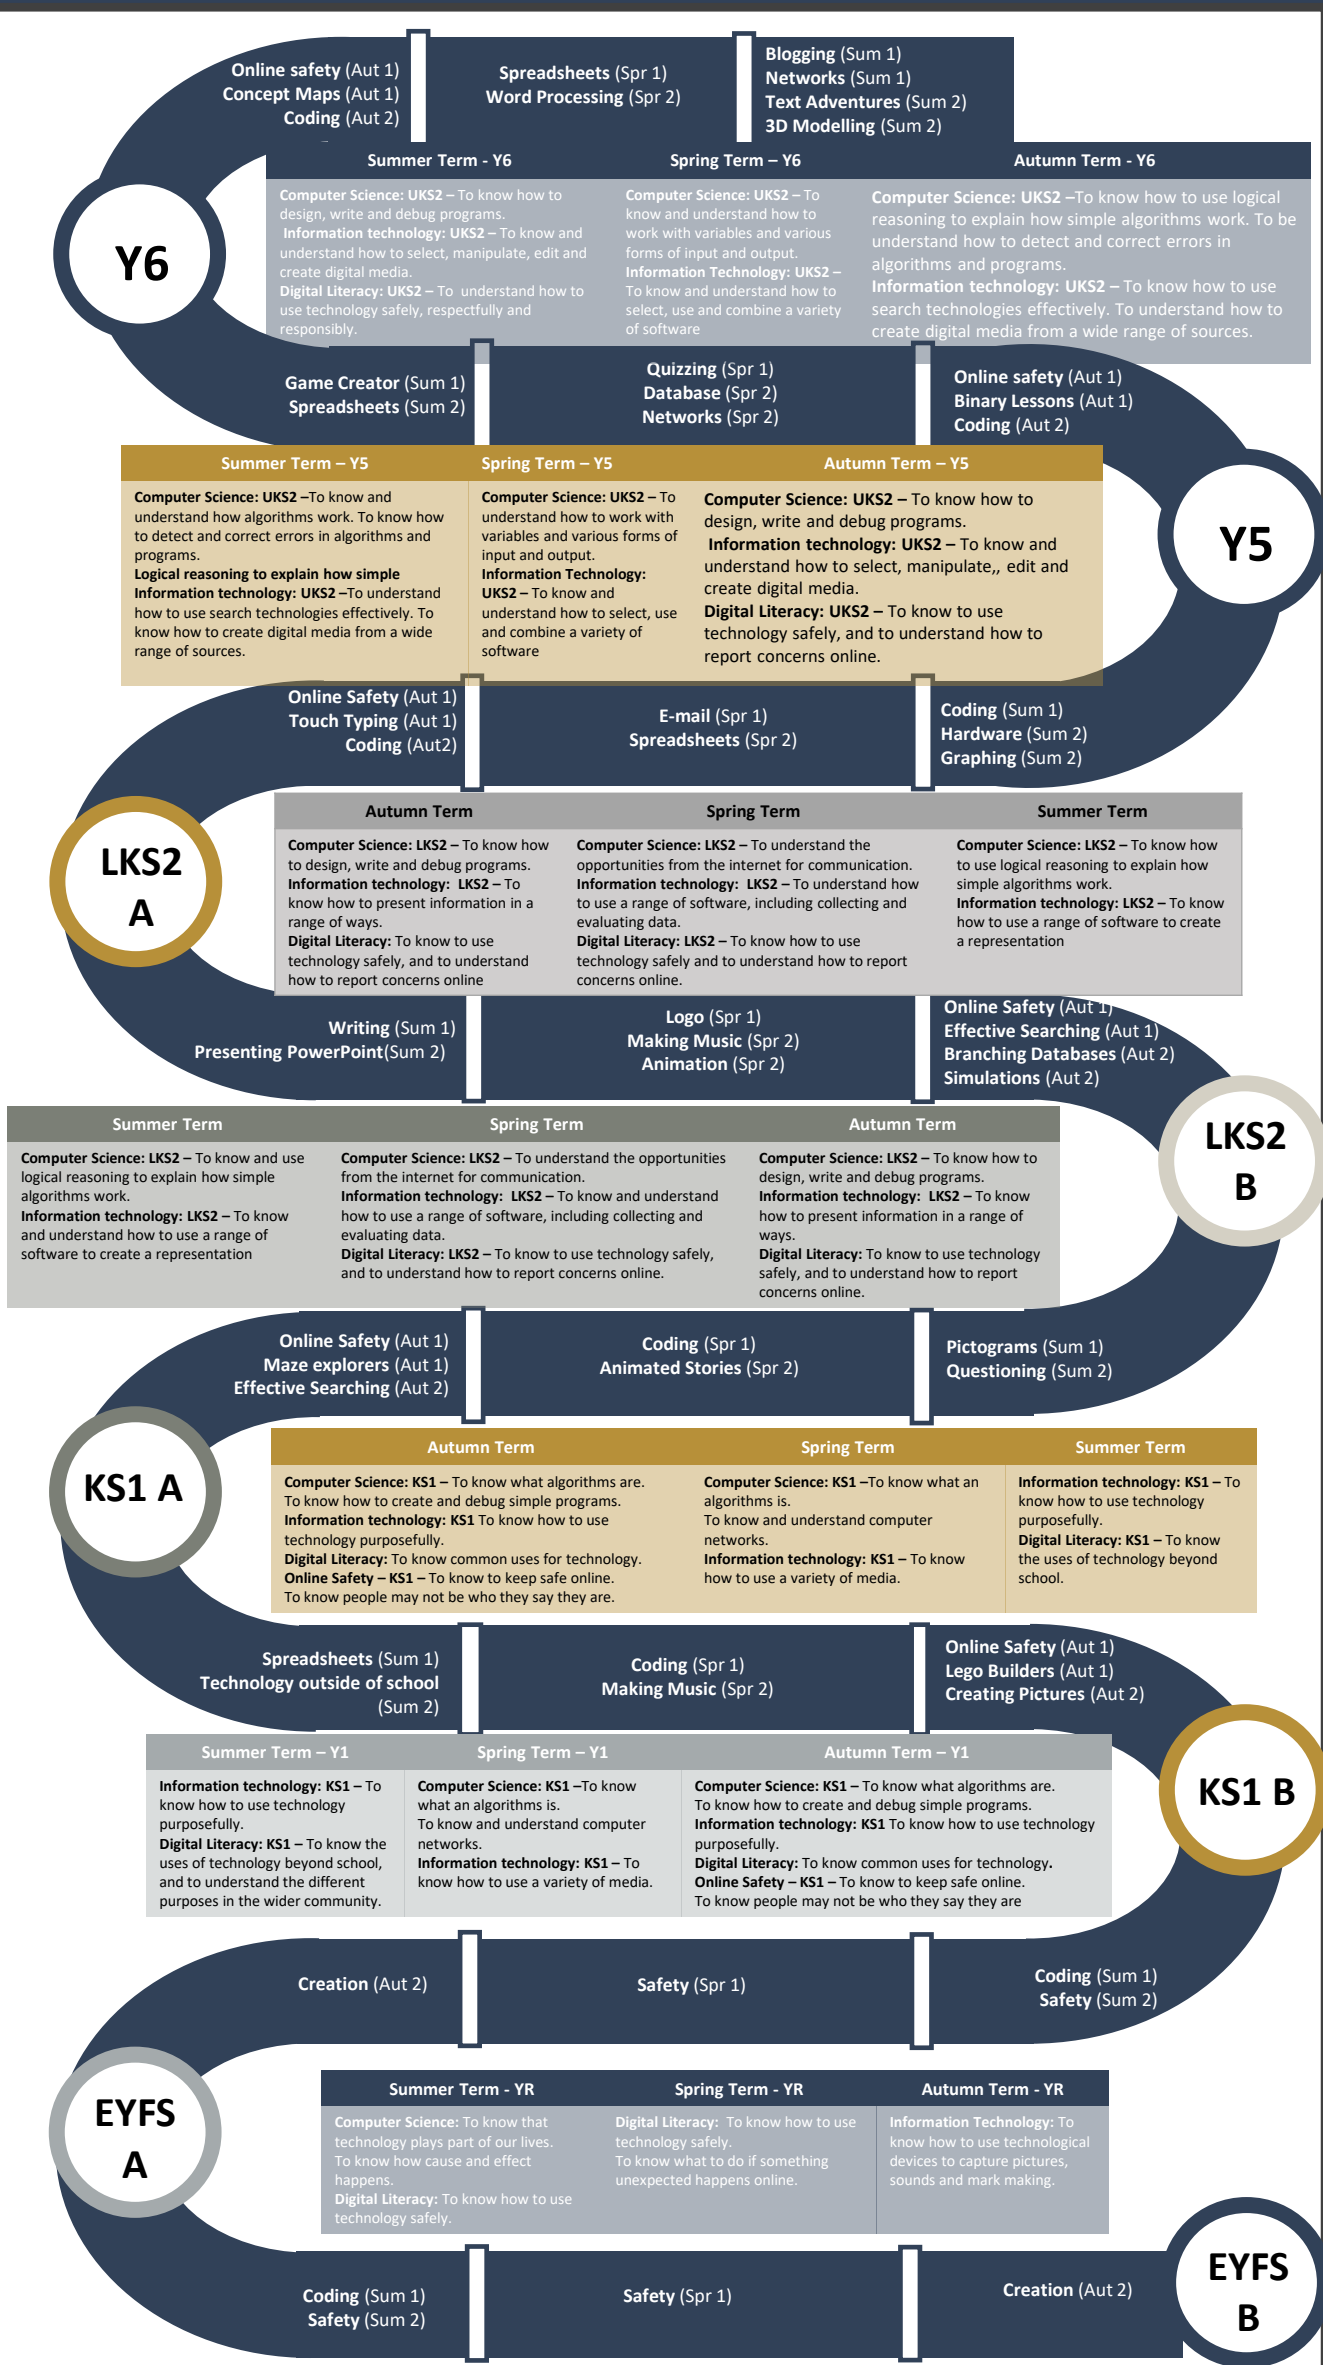 Online safety (Aut 1)
Concept Maps (Aut 1)
Coding (Aut 2)
Spreadsheets (Spr 1)
Word Processing (Spr 2)
Blogging (Sum 1)
Networks (Sum 1)
Text Adventures (Sum 2)
3D Modelling (Sum 2)
Y6
Summer Term - Y6
Computer Science: UKS2 – To know how to
design, write and debug programs.
Information technology: UKS2 – To know and
understand how to select, manipulate, edit and
create digital media.
Digital Literacy: UKS2 – To understand how to
use technology safely, respectfully and
responsibly.
Spring Term – Y6
Computer Science: UKS2 – To
know and understand how to
work with variables and various
forms of input and output.
Information Technology: UKS2 –
To know and understand how to
select, use and combine a variety
of software
Autumn Term - Y6
Computer Science: UKS2 –To know how to use logical
reasoning to explain how simple algorithms work. To be
understand how to detect and correct errors in
algorithms and programs.
Information technology: UKS2 – To know how to use
search technologies effectively. To understand how to
create digital media from a wide range of sources.
Game Creator (Sum 1)
Spreadsheets (Sum 2)
Quizzing (Spr 1)
Database (Spr 2)
Networks (Spr 2)
Online safety (Aut 1)
Binary Lessons (Aut 1)
Coding (Aut 2)
Y5
Summer Term – Y5
Computer Science: UKS2 –To know and
understand how algorithms work. To know how
to detect and correct errors in algorithms and
programs.
Logical reasoning to explain how simple
Information technology: UKS2 –To understand
how to use search technologies effectively. To
know how to create digital media from a wide
range of sources.
Spring Term – Y5
Computer Science: UKS2 – To
understand how to work with
variables and various forms of
input and output.
Information Technology:
UKS2 – To know and
understand how to select, use
and combine a variety of
software
Autumn Term – Y5
Computer Science: UKS2 – To know how to
design, write and debug programs.
Information technology: UKS2 – To know and
understand how to select, manipulate,, edit and
create digital media.
Digital Literacy: UKS2 – To know to use
technology safely, and to understand how to
report concerns online.
Online Safety (Aut 1)
Touch Typing (Aut 1)
Coding (Aut2)
E-mail (Spr 1)
Spreadsheets (Spr 2)
Coding (Sum 1)
Hardware (Sum 2)
Graphing (Sum 2)
LKS2
A
Autumn Term
Computer Science: LKS2 – To know how
to design, write and debug programs.
Information technology: LKS2 – To
know how to present information in a
range of ways.
Digital Literacy: To know to use
technology safely, and to understand
how to report concerns online
Spring Term
Computer Science: LKS2 – To understand the
opportunities from the internet for communication.
Information technology: LKS2 – To understand how
to use a range of software, including collecting and
evaluating data.
Digital Literacy: LKS2 – To know how to use
technology safely and to understand how to report
concerns online.
Summer Term
Computer Science: LKS2 – To know how
to use logical reasoning to explain how
simple algorithms work.
Information technology: LKS2 – To know
how to use a range of software to create
a representation
Writing (Sum 1)
Presenting PowerPoint(Sum 2)
Logo (Spr 1)
Making Music (Spr 2)
Animation (Spr 2)
Online Safety (Aut 1)
Effective Searching (Aut 1)
Branching Databases (Aut 2)
Simulations (Aut 2)
LKS2
B
Summer Term
Computer Science: LKS2 – To know and use
logical reasoning to explain how simple
algorithms work.
Information technology: LKS2 – To know
and understand how to use a range of
software to create a representation
Spring Term
Computer Science: LKS2 – To understand the opportunities
from the internet for communication.
Information technology: LKS2 – To know and understand
how to use a range of software, including collecting and
evaluating data.
Digital Literacy: LKS2 – To know to use technology safely,
and to understand how to report concerns online.
Autumn Term
Computer Science: LKS2 – To know how to
design, write and debug programs.
Information technology: LKS2 – To know
how to present information in a range of
ways.
Digital Literacy: To know to use technology
safely, and to understand how to report
concerns online.
Online Safety (Aut 1)
Maze explorers (Aut 1)
Effective Searching (Aut 2)
Coding (Spr 1)
Animated Stories (Spr 2)
Pictograms (Sum 1)
Questioning (Sum 2)
KS1 A
Autumn Term
Computer Science: KS1 – To know what algorithms are.
To know how to create and debug simple programs.
Information technology: KS1 To know how to use
technology purposefully.
Digital Literacy: To know common uses for technology.
Online Safety – KS1 – To know to keep safe online.
To know people may not be who they say they are.
Spring Term
Computer Science: KS1 –To know what an
algorithms is.
To know and understand computer
networks.
Information technology: KS1 – To know
how to use a variety of media.
Summer Term
Information technology: KS1 – To
know how to use technology
purposefully.
Digital Literacy: KS1 – To know
the uses of technology beyond
school.
Spreadsheets (Sum 1)
Technology outside of school
(Sum 2)
Coding (Spr 1)
Making Music (Spr 2)
Online Safety (Aut 1)
Lego Builders (Aut 1)
Creating Pictures (Aut 2)
KS1 B
Summer Term – Y1
Information technology: KS1 – To
know how to use technology
purposefully.
Digital Literacy: KS1 – To know the
uses of technology beyond school,
and to understand the different
purposes in the wider community.
Spring Term – Y1
Computer Science: KS1 –To know
what an algorithms is.
To know and understand computer
networks.
Information technology: KS1 – To
know how to use a variety of media.
Autumn Term – Y1
Computer Science: KS1 – To know what algorithms are.
To know how to create and debug simple programs.
Information technology: KS1 To know how to use technology
purposefully.
Digital Literacy: To know common uses for technology.
Online Safety – KS1 – To know to keep safe online.
To know people may not be who they say they are
Creation (Aut 2)
Safety (Spr 1)
Coding (Sum 1)
Safety (Sum 2)
EYFS
A
Summer Term - YR
Computer Science: To know that
technology plays part of our lives.
To know how cause and effect
happens.
Digital Literacy: To know how to use
technology safely.
Spring Term - YR
Digital Literacy: To know how to use
technology safely.
To know what to do if something
unexpected happens online.
Autumn Term - YR
Information Technology: To
know how to use technological
devices to capture pictures,
sounds and mark making.
Coding (Sum 1)
Safety (Sum 2)
Safety (Spr 1)
Creation (Aut 2)
EYFS
B